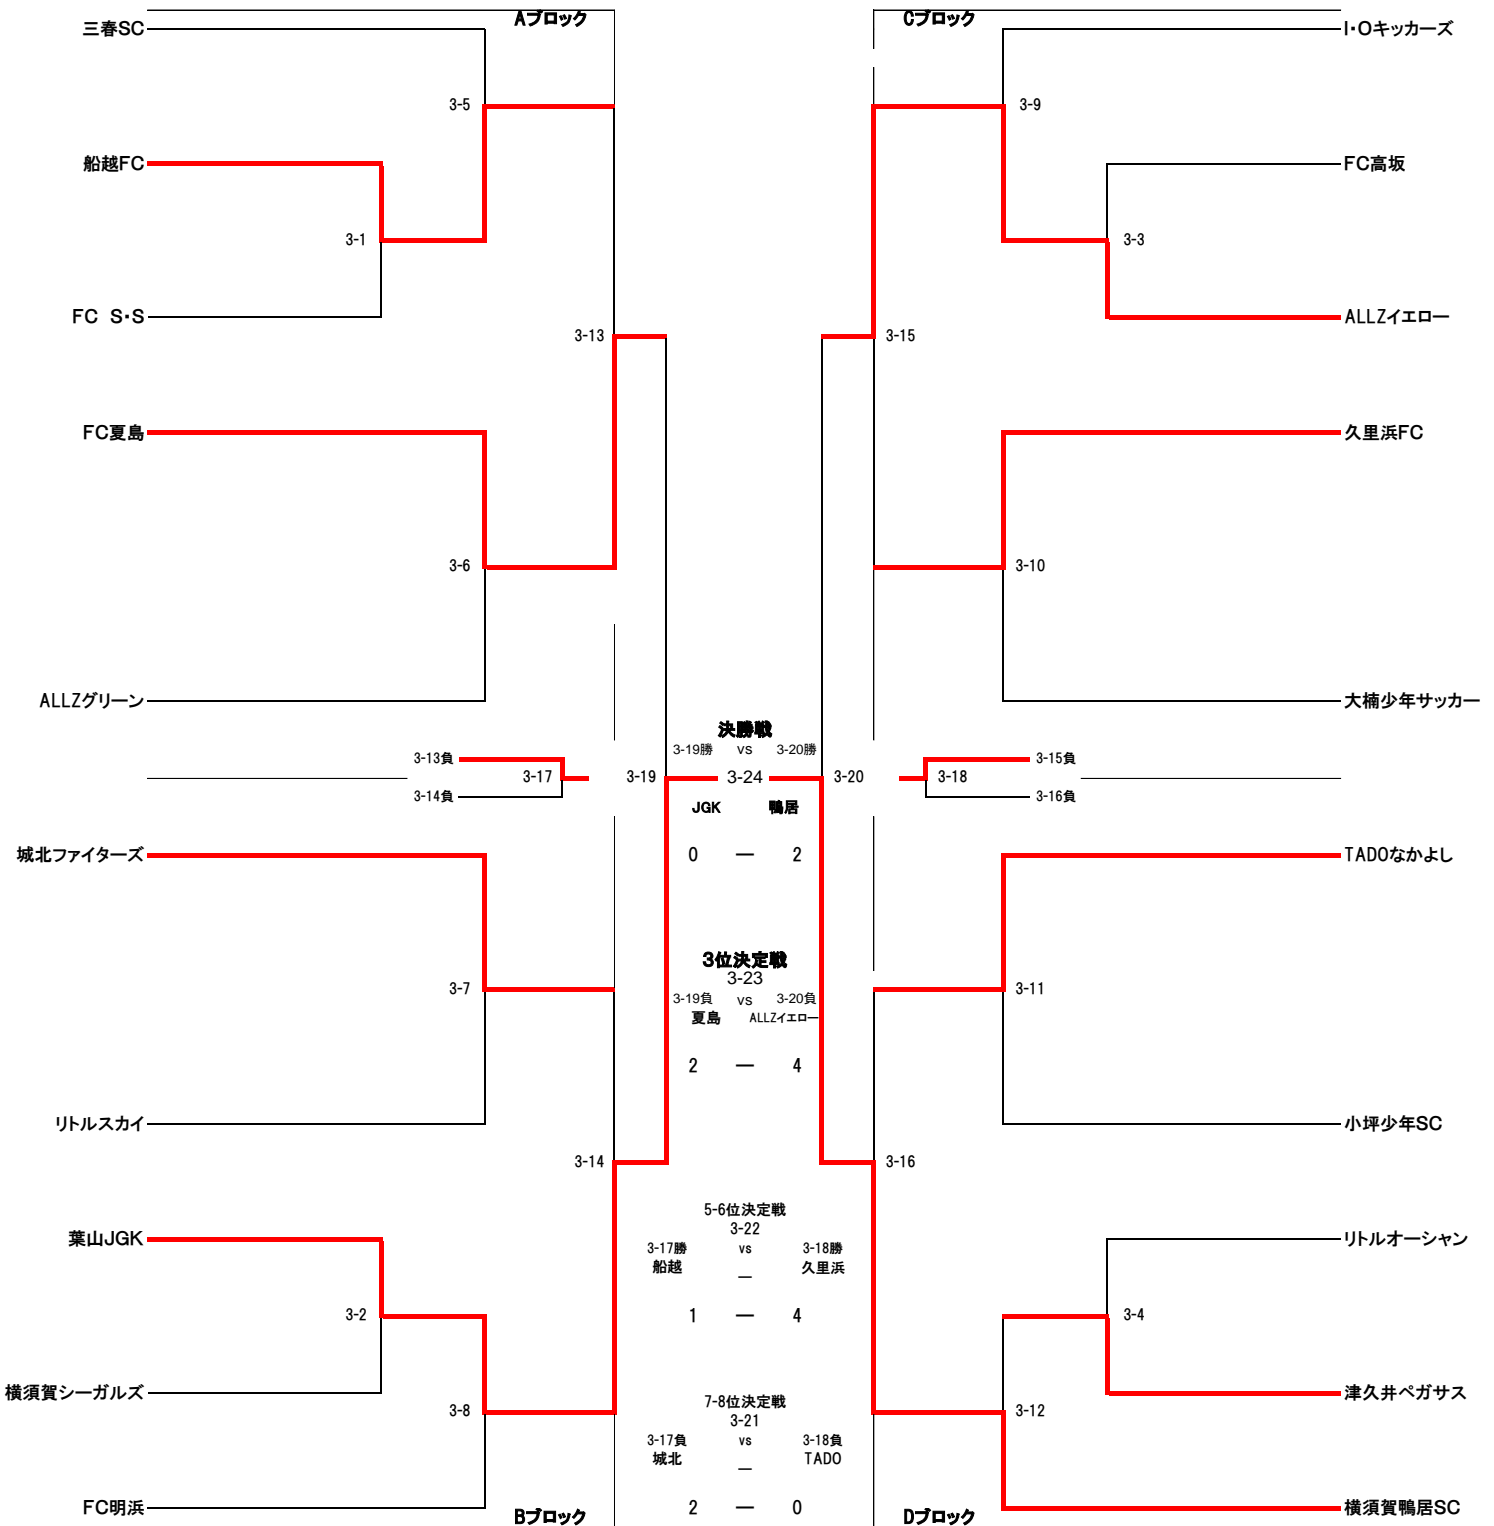 Aブロック
Cブロック
三春SC
I・Oキッカーズ
3-5
3-9
船越FC
FC高坂
3-1
3-3
FC S・S
ALLZイエロー
3-13
3-15
FC夏島
久里浜FC
3-6
3-10
ALLZグリーン
大楠少年サッカー
決勝戦
3-19勝 vs 3-20勝
3-13負
3-15負
3-17
3-19
3-24
3-20
3-18
3-14負
3-16負
JGK 鴨居
城北ファイターズ
0 — 2
TADOなかよし
3位決定戦
3-23
3-7
3-11
3-19負 vs 3-20負
夏島 ALLZイエロー
2 — 4
リトルスカイ
小坪少年SC
3-14
3-16
5-6位決定戦
3-22
葉山JGK
リトルオーシャン
3-17勝 vs 3-18勝
船越 — 久里浜
3-2
1 — 4
3-4
横須賀シーガルズ
津久井ペガサス
7-8位決定戦
3-8
3-12
3-21
3-17負 vs 3-18負
城北 — TADO
FC明浜
2 — 0
横須賀鴨居SC
Bブロック
Dブロック